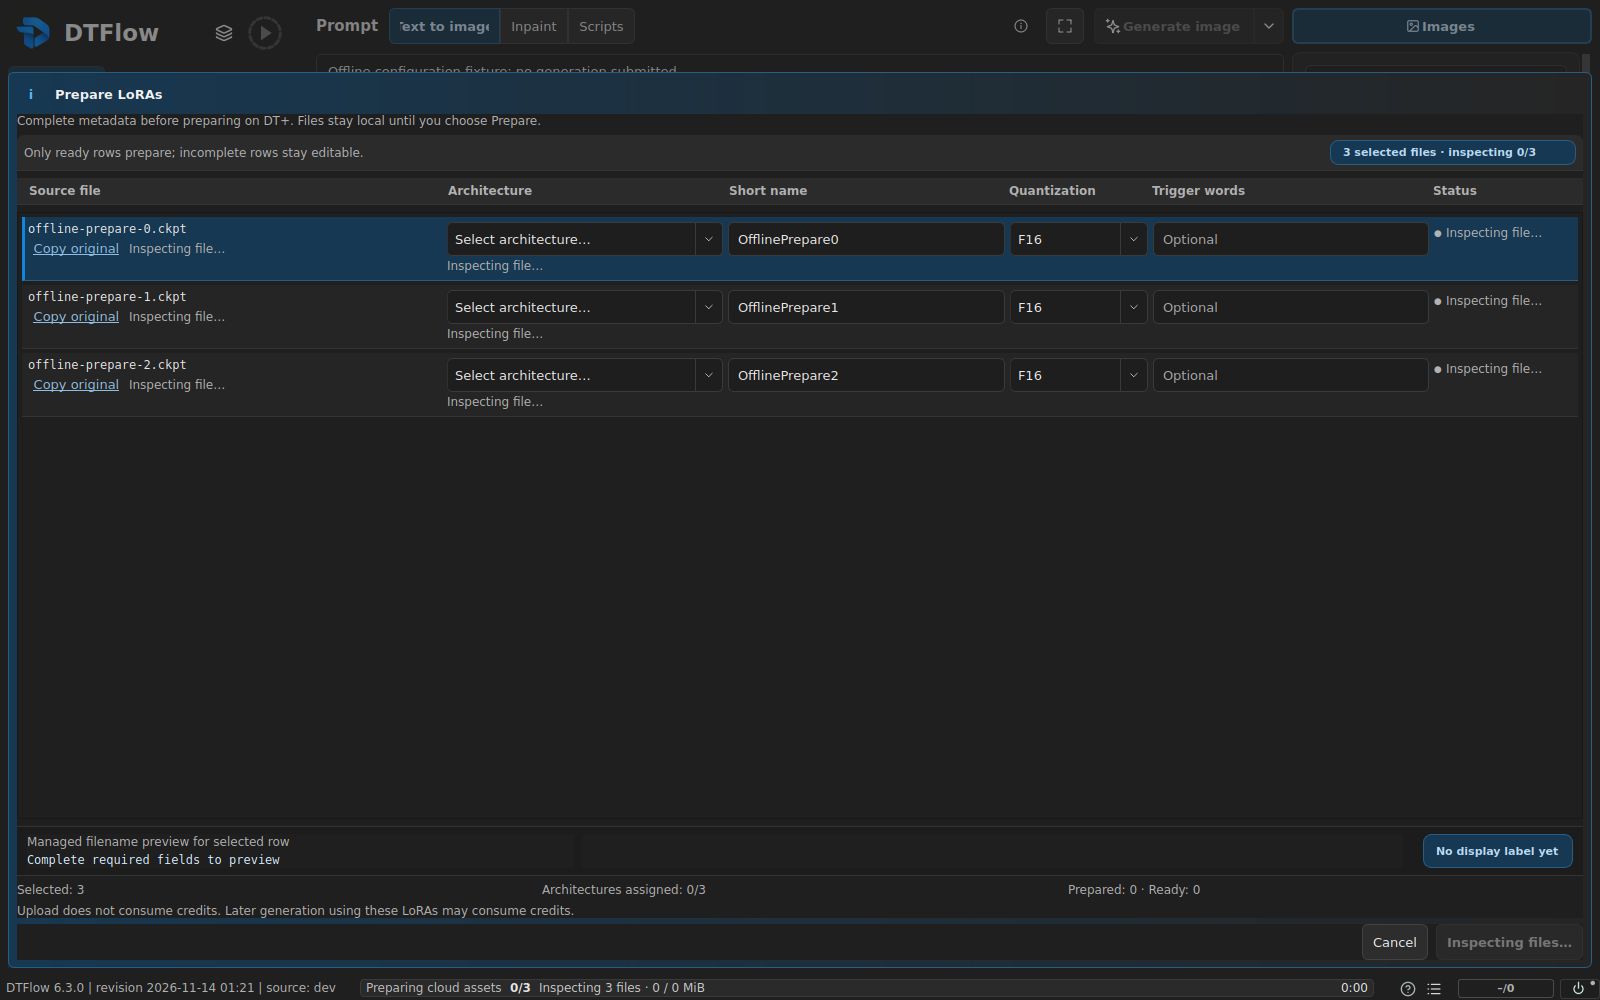 DTFlow
Prompt
Text to image
Inpaint
Scripts
Generate image
Images
Offline configuration fixture: no generation submitted
i Prepare LoRAs
Complete metadata before preparing on DT+. Files stay local until you choose Prepare.
Only ready rows prepare; incomplete rows stay editable.
3 selected files · inspecting 0/3
Source file Architecture Short name Quantization Trigger words Status
offline-prepare-0.ckpt
Copy original Inspecting file...
Select architecture...
Inspecting file...
OfflinePrepare0
F16
Optional
● Inspecting file...
offline-prepare-1.ckpt
Copy original Inspecting file...
Select architecture...
Inspecting file...
OfflinePrepare1
F16
Optional
● Inspecting file...
offline-prepare-2.ckpt
Copy original Inspecting file...
Select architecture...
Inspecting file...
OfflinePrepare2
F16
Optional
● Inspecting file...
Managed filename preview for selected row
Complete required fields to preview
No display label yet
Selected: 3
Architectures assigned: 0/3
Prepared: 0 · Ready: 0
Upload does not consume credits. Later generation using these LoRAs may consume credits.
Cancel
Inspecting files...
DTFlow 6.3.0 | revision 2026-11-14 01:21 | source: dev
Preparing cloud assets 0/3 Inspecting 3 files · 0 / 0 MiB
0:00
–/0